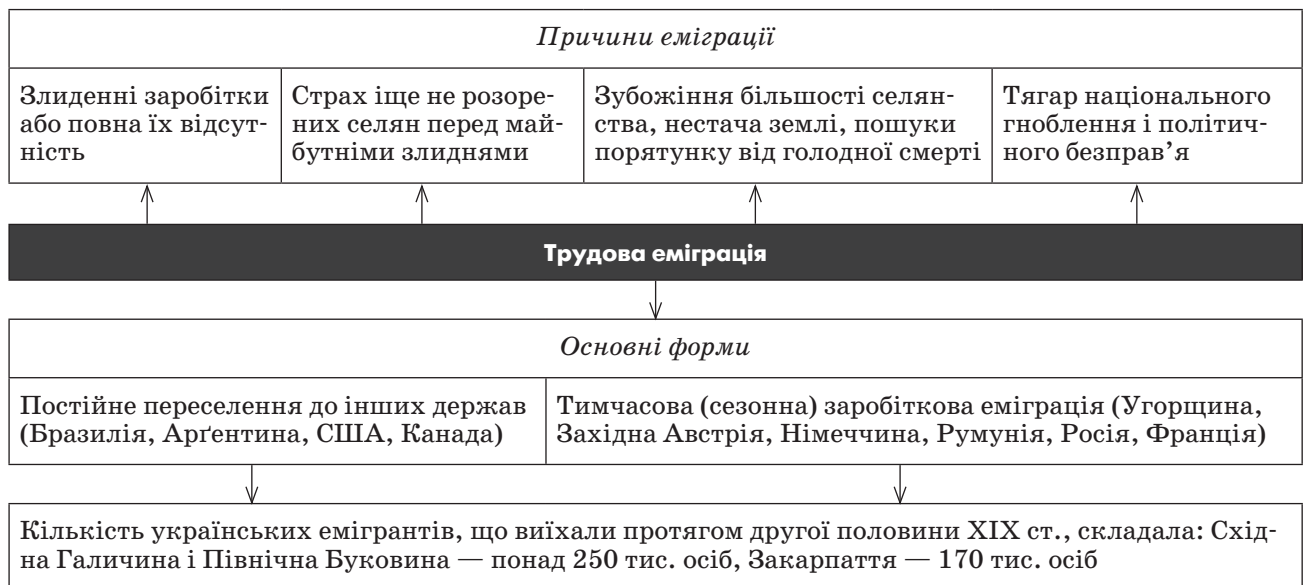 Причини еміграції
Злиденні заробітки
або повна їх відсут-
ність
Страх іще не розоре-
них селян перед май-
бутніми злиднями
Зубожіння більшості селян-
ства, нестача землі, пошуки
порятунку від голодної смерті
Тягар національного
гноблення і політич-
ного безправ’я
Трудова еміграція
Основні форми
Постійне переселення до інших держав
(Бразилія, Арґентина, США, Канада)
Тимчасова (сезонна) заробіткова еміграція (Угорщина,
Західна Австрія, Німеччина, Румунія, Росія, Франція)
Кількість українських емігрантів, що виїхали протягом другої половини XIX ст., складала: Схід-
на Галичина і Північна Буковина — понад 250 тис. осіб, Закарпаття — 170 тис. осіб